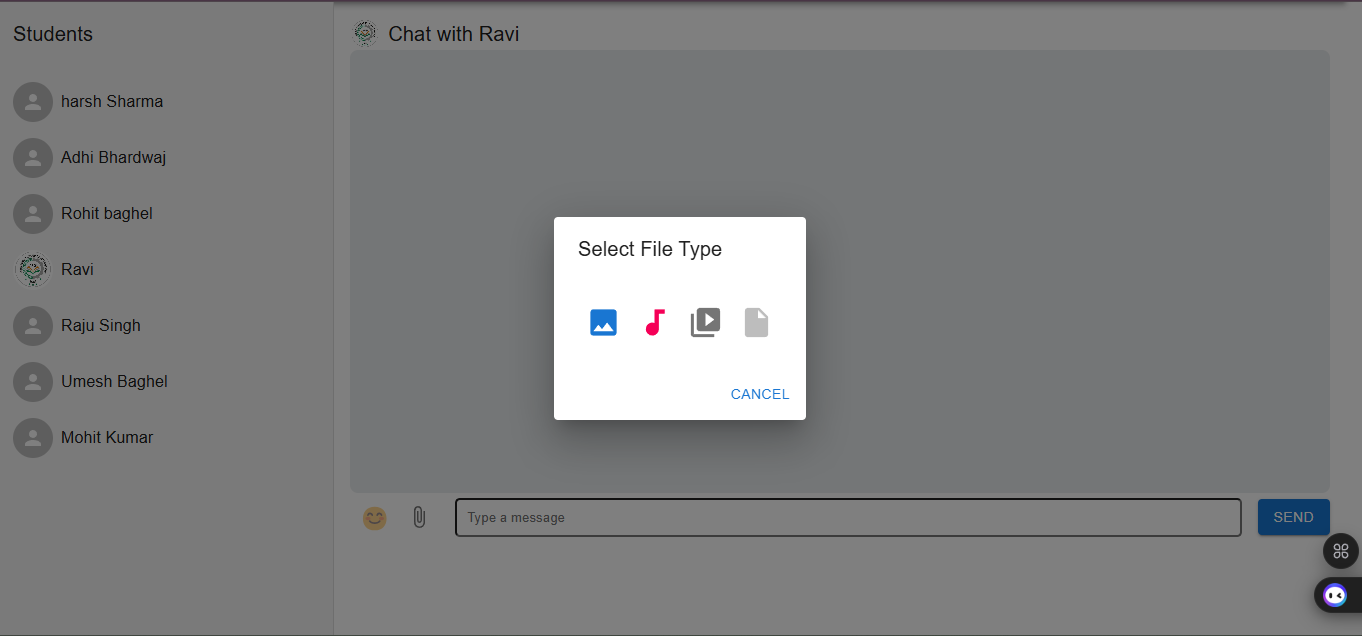 Students
harsh Sharma
Adhi Bhardwaj
Rohit baghel
Ravi
Raju Singh
Umesh Baghel
Mohit Kumar
Chat with Ravi
Select File Type
CANCEL
Type a message
SEND